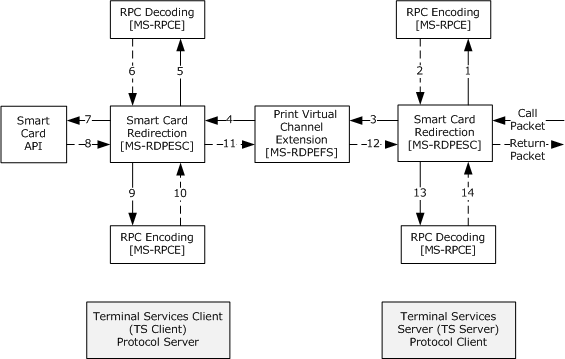 RPC Decoding
[MS-RPCE]
RPC Encoding
[MS-RPCE]
6
5
2
1
Smart
Card
API
7
8
Smart Card
Redirection
[MS-RDPESC]
4
11
Print Virtual
Channel
Extension
[MS-RDPEFS]
3
12
Smart Card
Redirection
[MS-RDPESC]
Call
Packet
Return
Packet
9
10
13
14
RPC Encoding
[MS-RPCE]
RPC Decoding
[MS-RPCE]
Terminal Services Client
(TS Client)
Protocol Server
Terminal Services
Server (TS Server)
Protocol Client